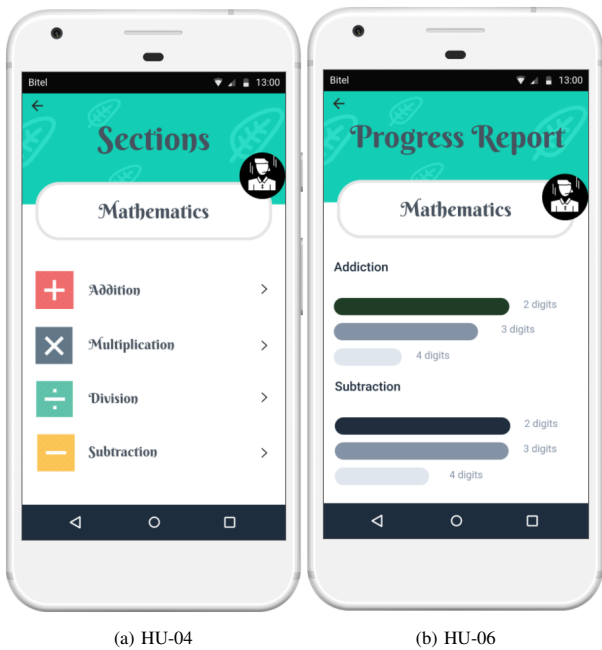 Bitel 13:00
Sections
Mathematics
Addition
Multiplication
Division
Subtraction
(a) HU-04
Bitel 13:00
Progress Report
Mathematics
Addiction
2 digits
3 digits
4 digits
Subtraction
2 digits
3 digits
4 digits
(b) HU-06